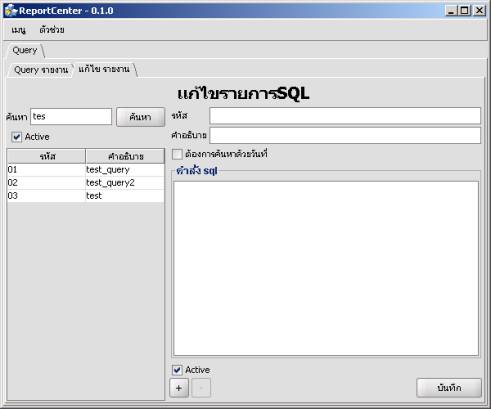 ReportCenter - 0.1.0
เมนู ตัวช่วย
Query
Query รายงาน แก้ไข รายงาน
แก้ไขรายการSQL
ค้นหา tes ค้นหา
Active
รหัส คำอธิบาย
01 test_query
02 test_query2
03 test
รหัส
คำอธิบาย
ต้องการค้นหาด้วยวันที่
คำสั่ง sql
Active
+ -
บันทึก